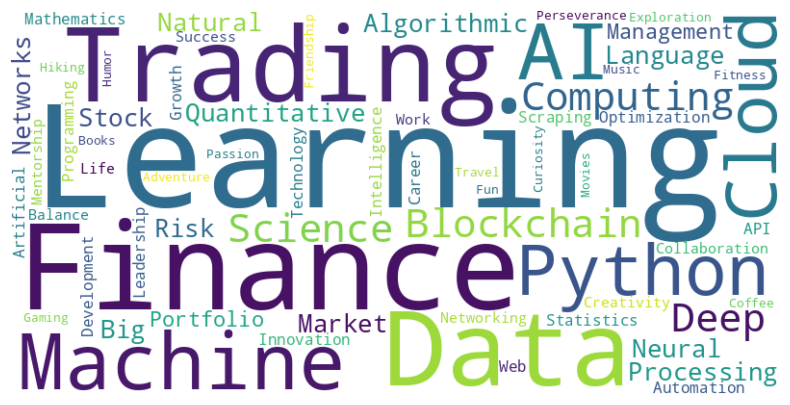 Mathematics
Natural
Success
Trading
Humor
Friendship
Algorithmic
Perseverance
Exploration
AI
Management
Language
Cloud
Networks
Hiking
Programming
Mentorship
Stock
Growth
Quantitative
Work
Computing
Music
Fitness
Scraping
Optimization
Learning
Books
Life
Passion
Adventure
Technology
Intelligence
Career
Travel
Fun
Curiosity
Movies
Artificial
Balance
Leadership
Risk
Science
Blockchain
API
Development
Finance
Python
Collaboration
Gaming
Big
Portfolio
Market
Innovation
Data
Networking
Creativity
Statistics
Coffee
Deep
Machine
Web
Neural
Processing
Automation